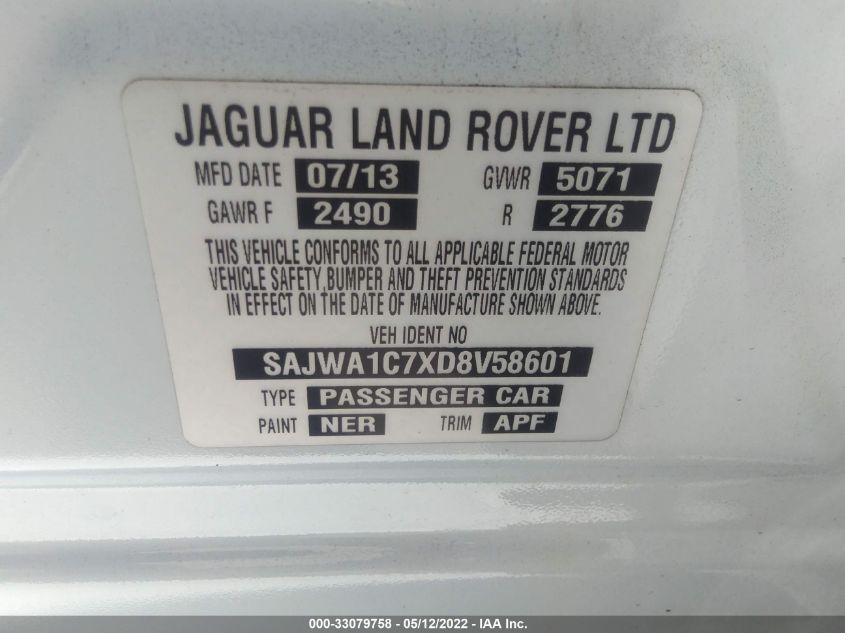 JAGUAR LAND ROVER LTD
MFD DATE 07/13 GVWR 5071
GAWR F 2490 R 2776
THIS VEHICLE CONFORMS TO ALL APPLICABLE FEDERAL MOTOR
VEHICLE SAFETY,BUMPER AND THEFT PREVENTION STANDARDS
IN EFFECT ON THE DATE OF MANUFACTURE SHOWN ABOVE.
VEH IDENT NO
SAJWA1C7XD8V58601
TYPE PASSENGER CAR
PAINT NER TRIM APF
000-33079758 - 05/12/2022 - IAA Inc.